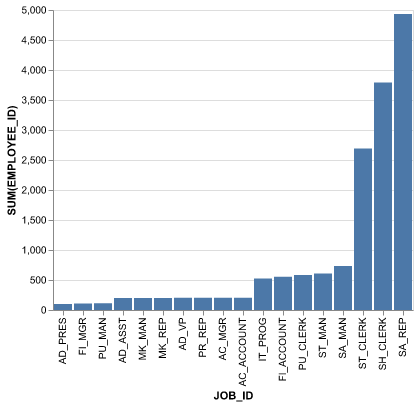 5,000
4,500
4,000
3,500
3,000
2,500
2,000
1,500
1,000
500
0
SUM(EMPLOYEE_ID)
AD_PRES
FI_MGR
PU_MAN
AD_ASST
MK_MAN
MK_REP
AD_VP
PR_REP
AC_MGR
AC_ACCOUNT
IT_PROG
FI_ACCOUNT
PU_CLERK
ST_MAN
SA_MAN
ST_CLERK
SH_CLERK
SA_REP
JOB_ID